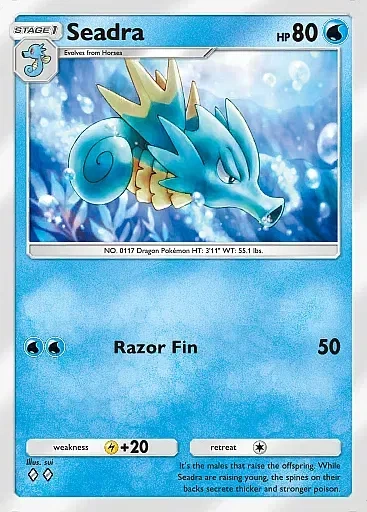 STAGE 1
Seadra
HP 80
Evolves from Horsea
NO. 0117 Dragon Pokémon HT: 3'11" WT: 55.1 lbs.
Razor Fin 50
weakness +20 retreat
Illus. sui
It's the males that raise the offspring. While
Seadra are raising young, the spines on their
backs secrete thicker and stronger poison.